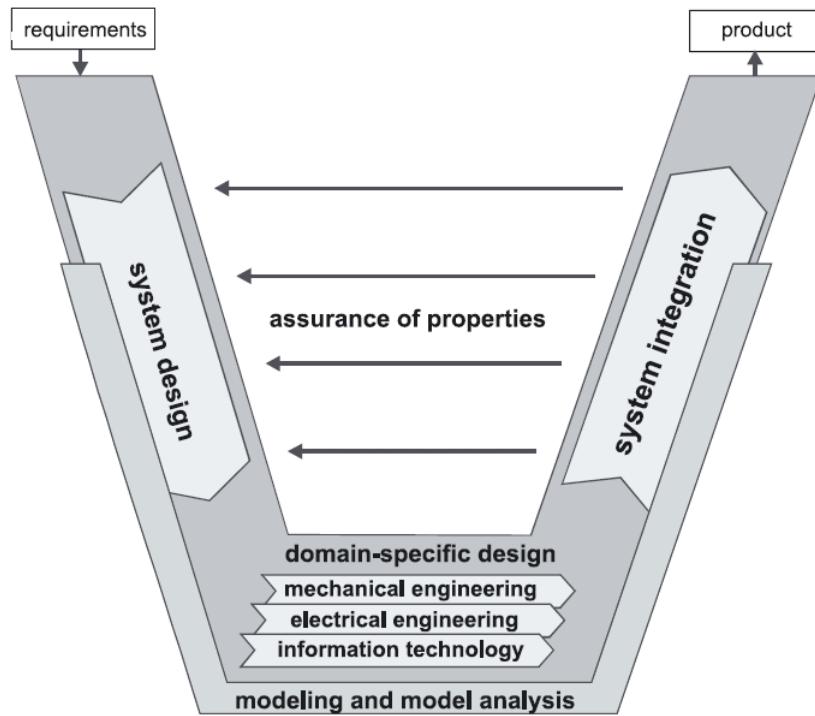 requirements
product
system design
assurance of properties
system integration
domain-specific design
mechanical engineering
electrical engineering
information technology
modeling and model analysis